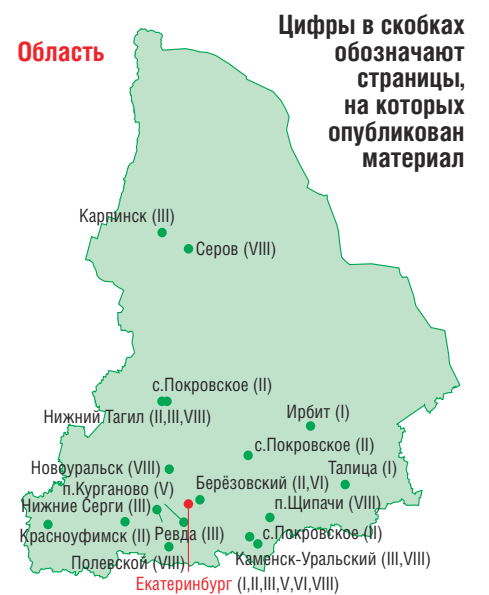 Область
Цифры в скобках
обозначают
страницы,
на которых
опубликован
материал
Карпинск (III)
Серов (VIII)
с.Покровское (II)
Нижний Тагил (II,III,VIII)
Ирбит (I)
с.Покровское (II)
Новоуральск (VIII)
Талица (I)
п.Курганово (V)
Берёзовский (II,VI)
Нижние Серги (III)
п.Щипачи (VIII)
Красноуфимск (II)
Ревда (III)
с.Покровское (II)
Полевской (VIII)
Каменск-Уральский (III,VIII)
Екатеринбург (I,II,III,V,VI,VIII)